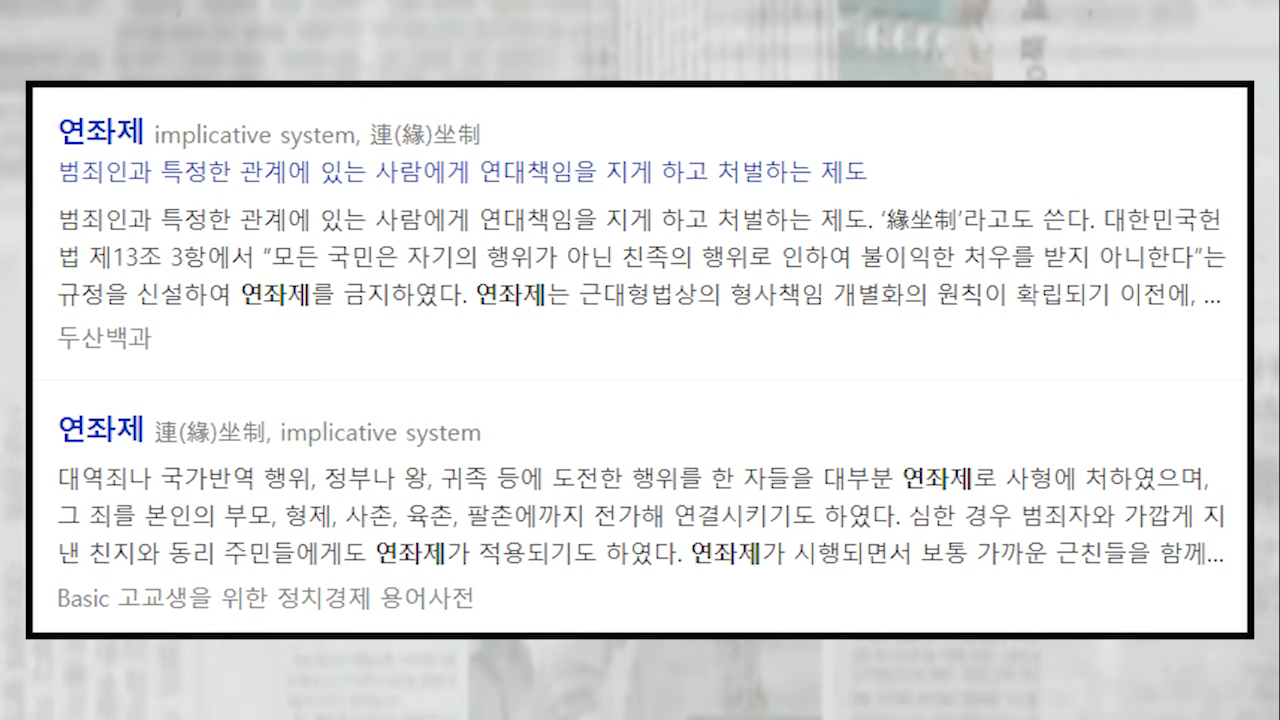 연좌제 implicative system, 連(緣)坐制
범죄인과 특정한 관계에 있는 사람에게 연대책임을 지게 하고 처벌하는 제도
범죄인과 특정한 관계에 있는 사람에게 연대책임을 지게 하고 처벌하는 제도. ‘緣坐制’라고도 쓴다. 대한민국헌
법 제13조 3항에서 “모든 국민은 자기의 행위가 아닌 친족의 행위로 인하여 불이익한 처우를 받지 아니한다”는
규정을 신설하여 연좌제를 금지하였다. 연좌제는 근대형법상의 형사책임 개별화의 원칙이 확립되기 이전에, ...
두산백과
연좌제 連(緣)坐制, implicative system
대역죄나 국가반역 행위, 정부나 왕, 귀족 등에 도전한 행위를 한 자들을 대부분 연좌제로 사형에 처하였으며,
그 죄를 본인의 부모, 형제, 사촌, 육촌, 팔촌에까지 전가해 연결시키기도 하였다. 심한 경우 범죄자와 가깝게 지
낸 친지와 동리 주민들에게도 연좌제가 적용되기도 하였다. 연좌제가 시행되면서 보통 가까운 근친들을 함께...
Basic 고교생을 위한 정치경제 용어사전